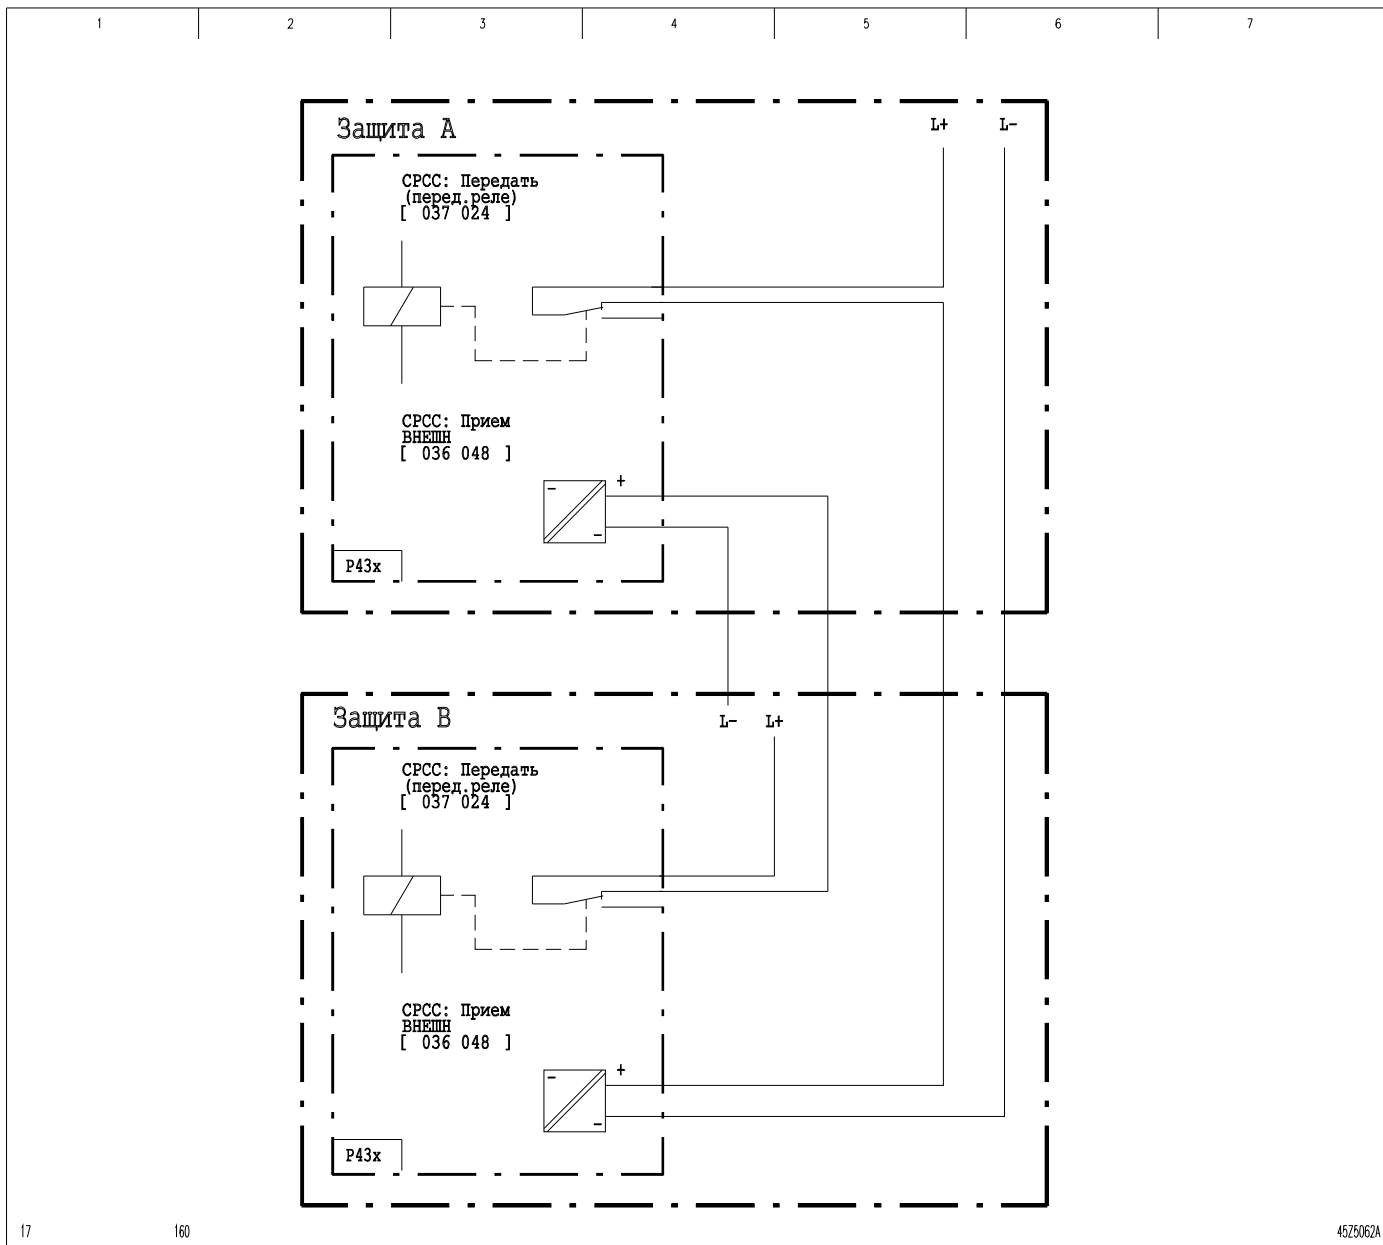 1 2 3 4 5 6 7
Защита A L+ L-
СРСС: Передать
(перед.реле)
[ 037 024 ]
СРСС: Прием
ВНЕШН
[ 036 048 ]
- +
-
P43x
Защита B L- L+
СРСС: Передать
(перед.реле)
[ 037 024 ]
СРСС: Прием
ВНЕШН
[ 036 048 ]
- +
-
P43x
17 160 45Z5062A